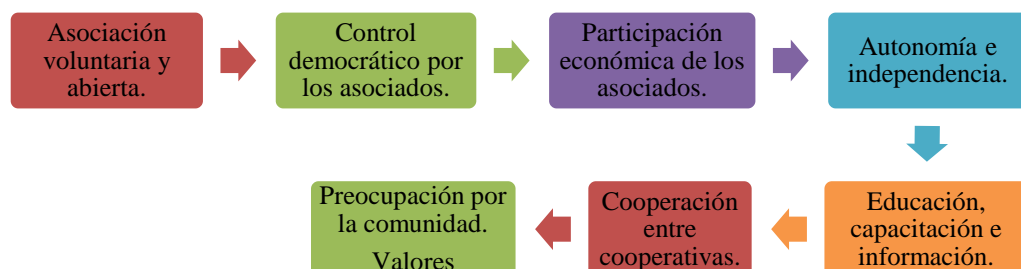 Asociación
voluntaria y
abierta.
Control
democrático por
los asociados.
Participación
económica de los
asociados.
Autonomía e
independencia.
Educación,
capacitación e
información.
Cooperación
entre
cooperativas.
Preocupación por
la comunidad.
Valores